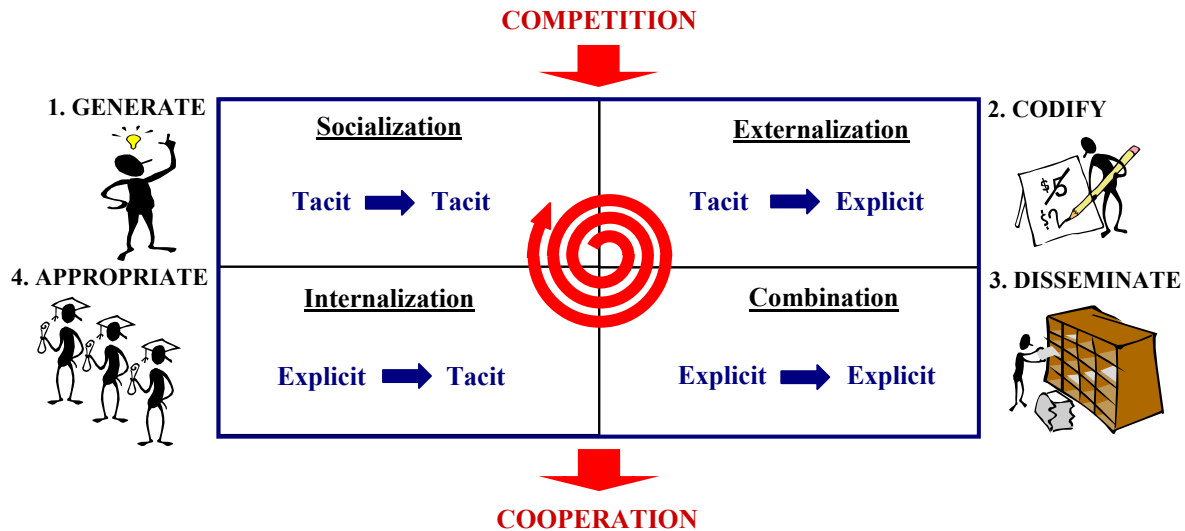 COMPETITION
1. GENERATE
2. CODIFY
Socialization
Externalization
Tacit Tacit
Tacit Explicit
4. APPROPRIATE
3. DISSEMINATE
Internalization
Combination
Explicit Tacit
Explicit Explicit
COOPERATION